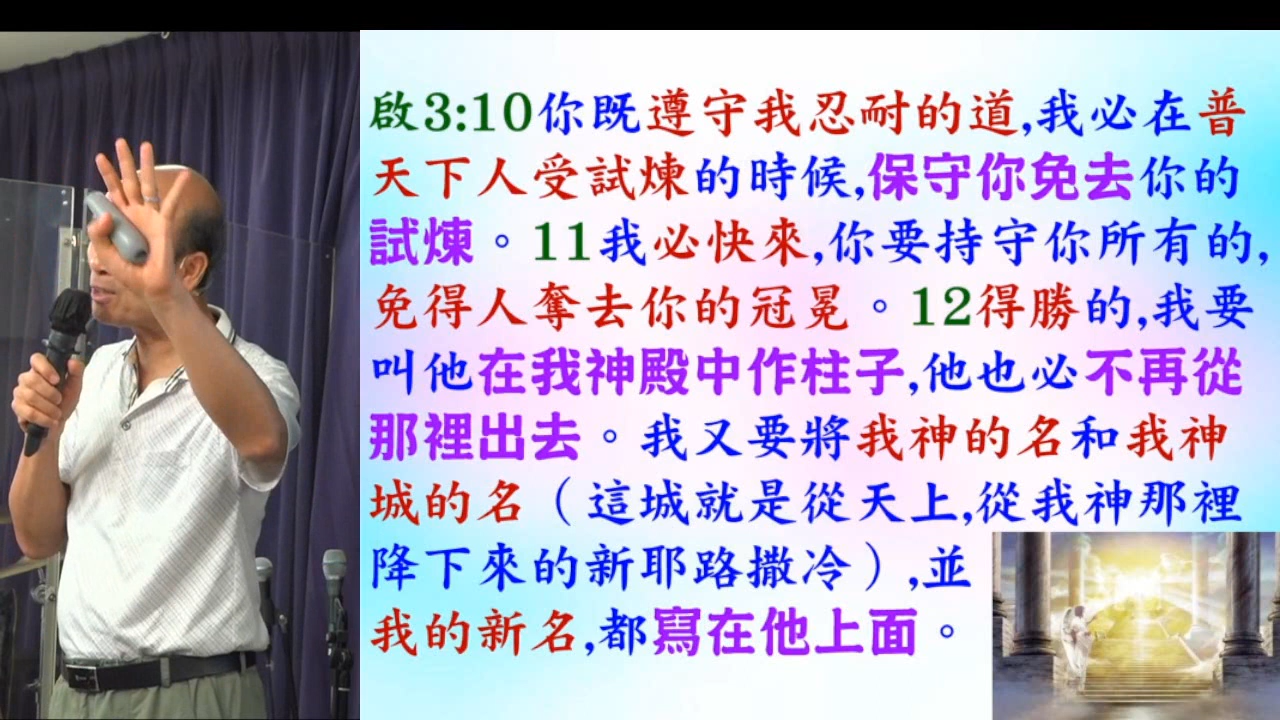 啟3:10你既遵守我忍耐的道,我必在普
天下人受試煉的時候,保守你免去你的
試煉。11我必快來,你要持守你所有的,
免得人奪去你的冠冕。12得勝的,我要
叫他在我神殿中作柱子,他也必不再從
那裡出去。我又要將我神的名和我神
城的名（這城就是從天上,從我神那裡
降下來的新耶路撒冷）,並
我的新名,都寫在他上面。